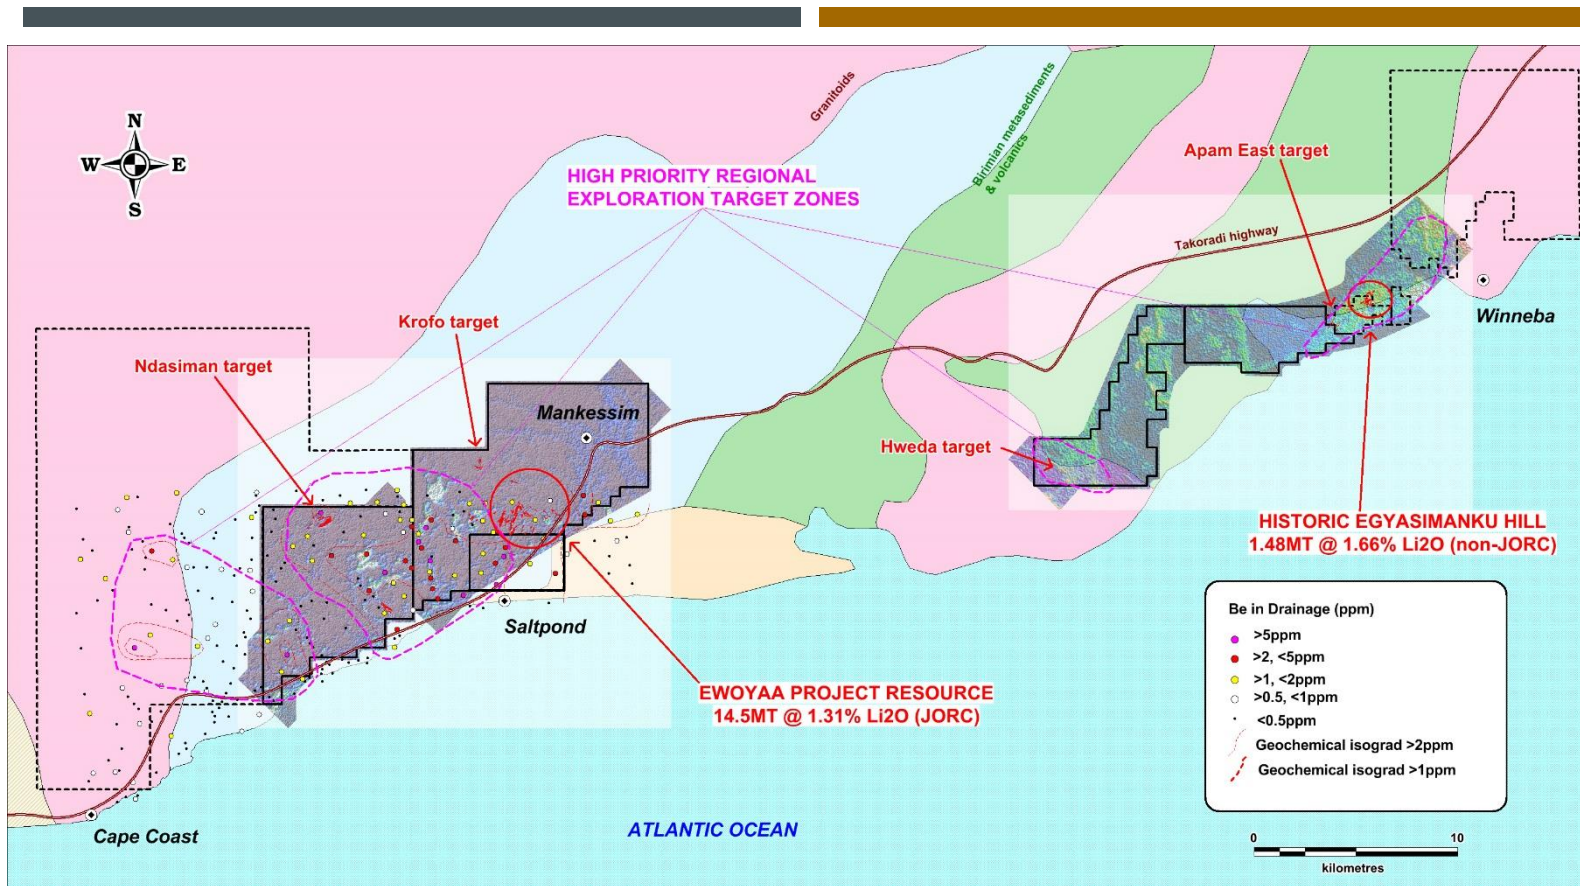 N
W E
S
Granitoids
Birimian metasediments
& volcanics
HIGH PRIORITY REGIONAL
EXPLORATION TARGET ZONES
Apam East target
Takoradi highway
Winneba
Krofo target
Ndasiman target
Mankessim
Hweda target
HISTORIC EGYASIMANKU HILL
1.48MT @ 1.66% Li2O (non-JORC)
Saltpond
EWOYAA PROJECT RESOURCE
14.5MT @ 1.31% Li2O (JORC)
Cape Coast
ATLANTIC OCEAN
Be in Drainage (ppm)
>5ppm
>2, <5ppm
>1, <2ppm
>0.5, <1ppm
<0.5ppm
Geochemical isograd >2ppm
Geochemical isograd >1ppm
0 10
kilometres